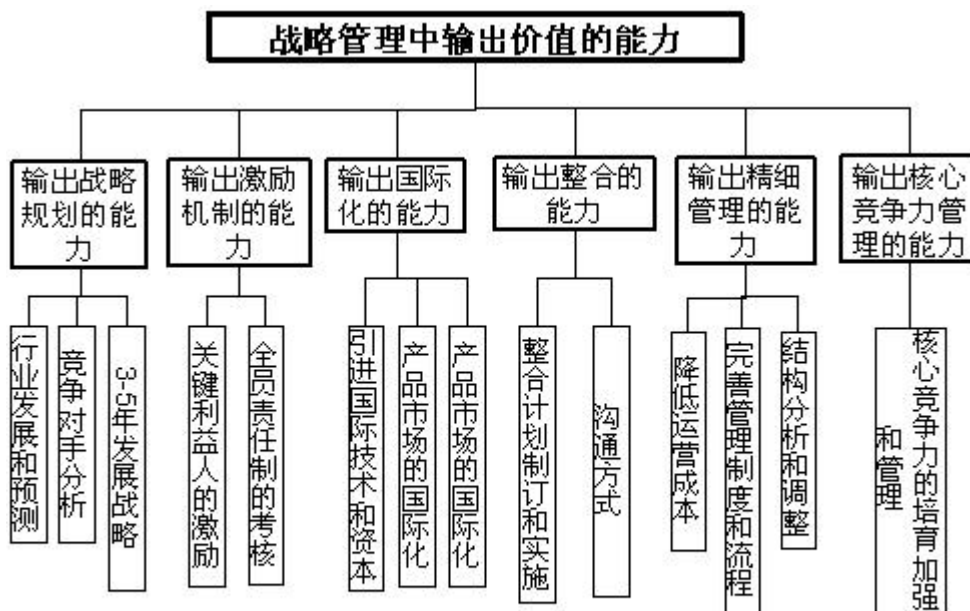 战略管理中输出价值的能力
输出战略
规划的能
力
输出激励
机制的能
力
输出国际
化的能力
输出整合的
能力
输出精细
管理的能
力
输出核心
竞争力管
理的能力
行业发展和预测
竞争对手分析
3-5年发展战略
关键利益人的激励
全员责任制的考核
引进国际技术和资本
产品市场的国际化
产品市场的国际化
整合计划制订和实施
沟通方式
降低运营成本
完善管理制度和流程
结构分析和调整
核心竞争力的培育加强
和管理